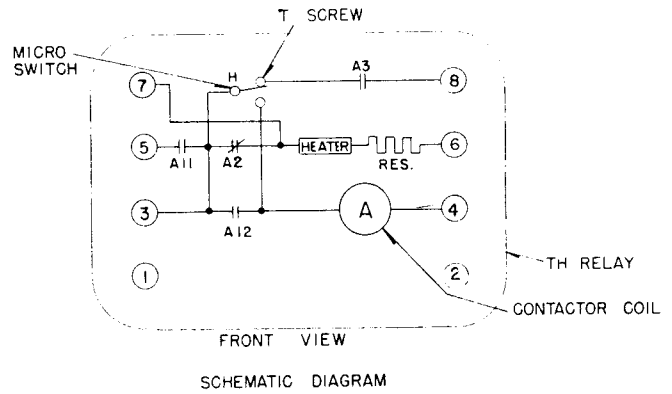 T SCREW
MICRO
SWITCH
H
A3
7
8
5
A11
A2
HEATER
RES.
6
3
A12
A
4
1
2
TH RELAY
CONTACTOR COIL
FRONT VIEW
SCHEMATIC DIAGRAM